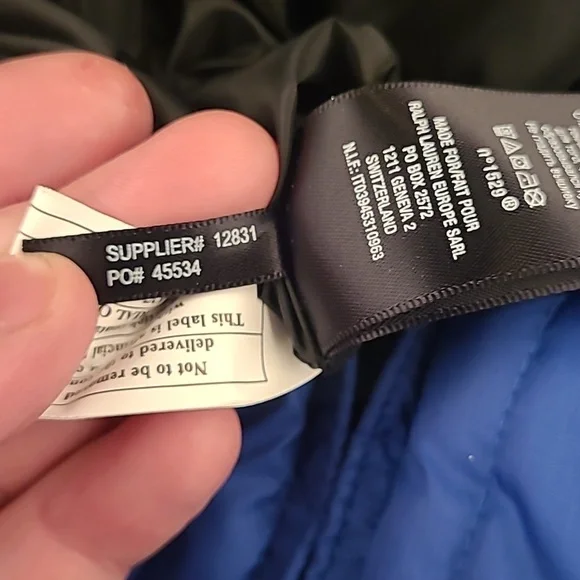 SUPPLIER# 12831
PO# 45534
MADE FOR/FAIT POUR
RALPH LAUREN EUROPE SARL
PO BOX 2572
1211 GENEVA 2
SWITZERLAND
N.I.F.: IT03945310963
nº1529®
Not to be
delivered to
This label is